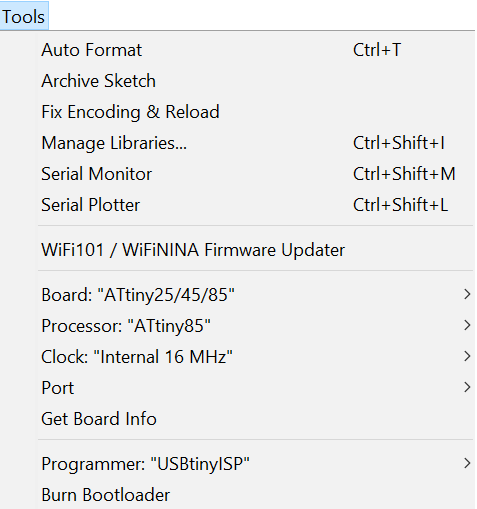 Tools
Auto Format Ctrl+T
Archive Sketch
Fix Encoding & Reload
Manage Libraries... Ctrl+Shift+I
Serial Monitor Ctrl+Shift+M
Serial Plotter Ctrl+Shift+L
WiFi101 / WiFiNINA Firmware Updater
Board: "ATtiny25/45/85"
Processor: "ATtiny85"
Clock: "Internal 16 MHz"
Port
Get Board Info
Programmer: "USBtinyISP"
Burn Bootloader